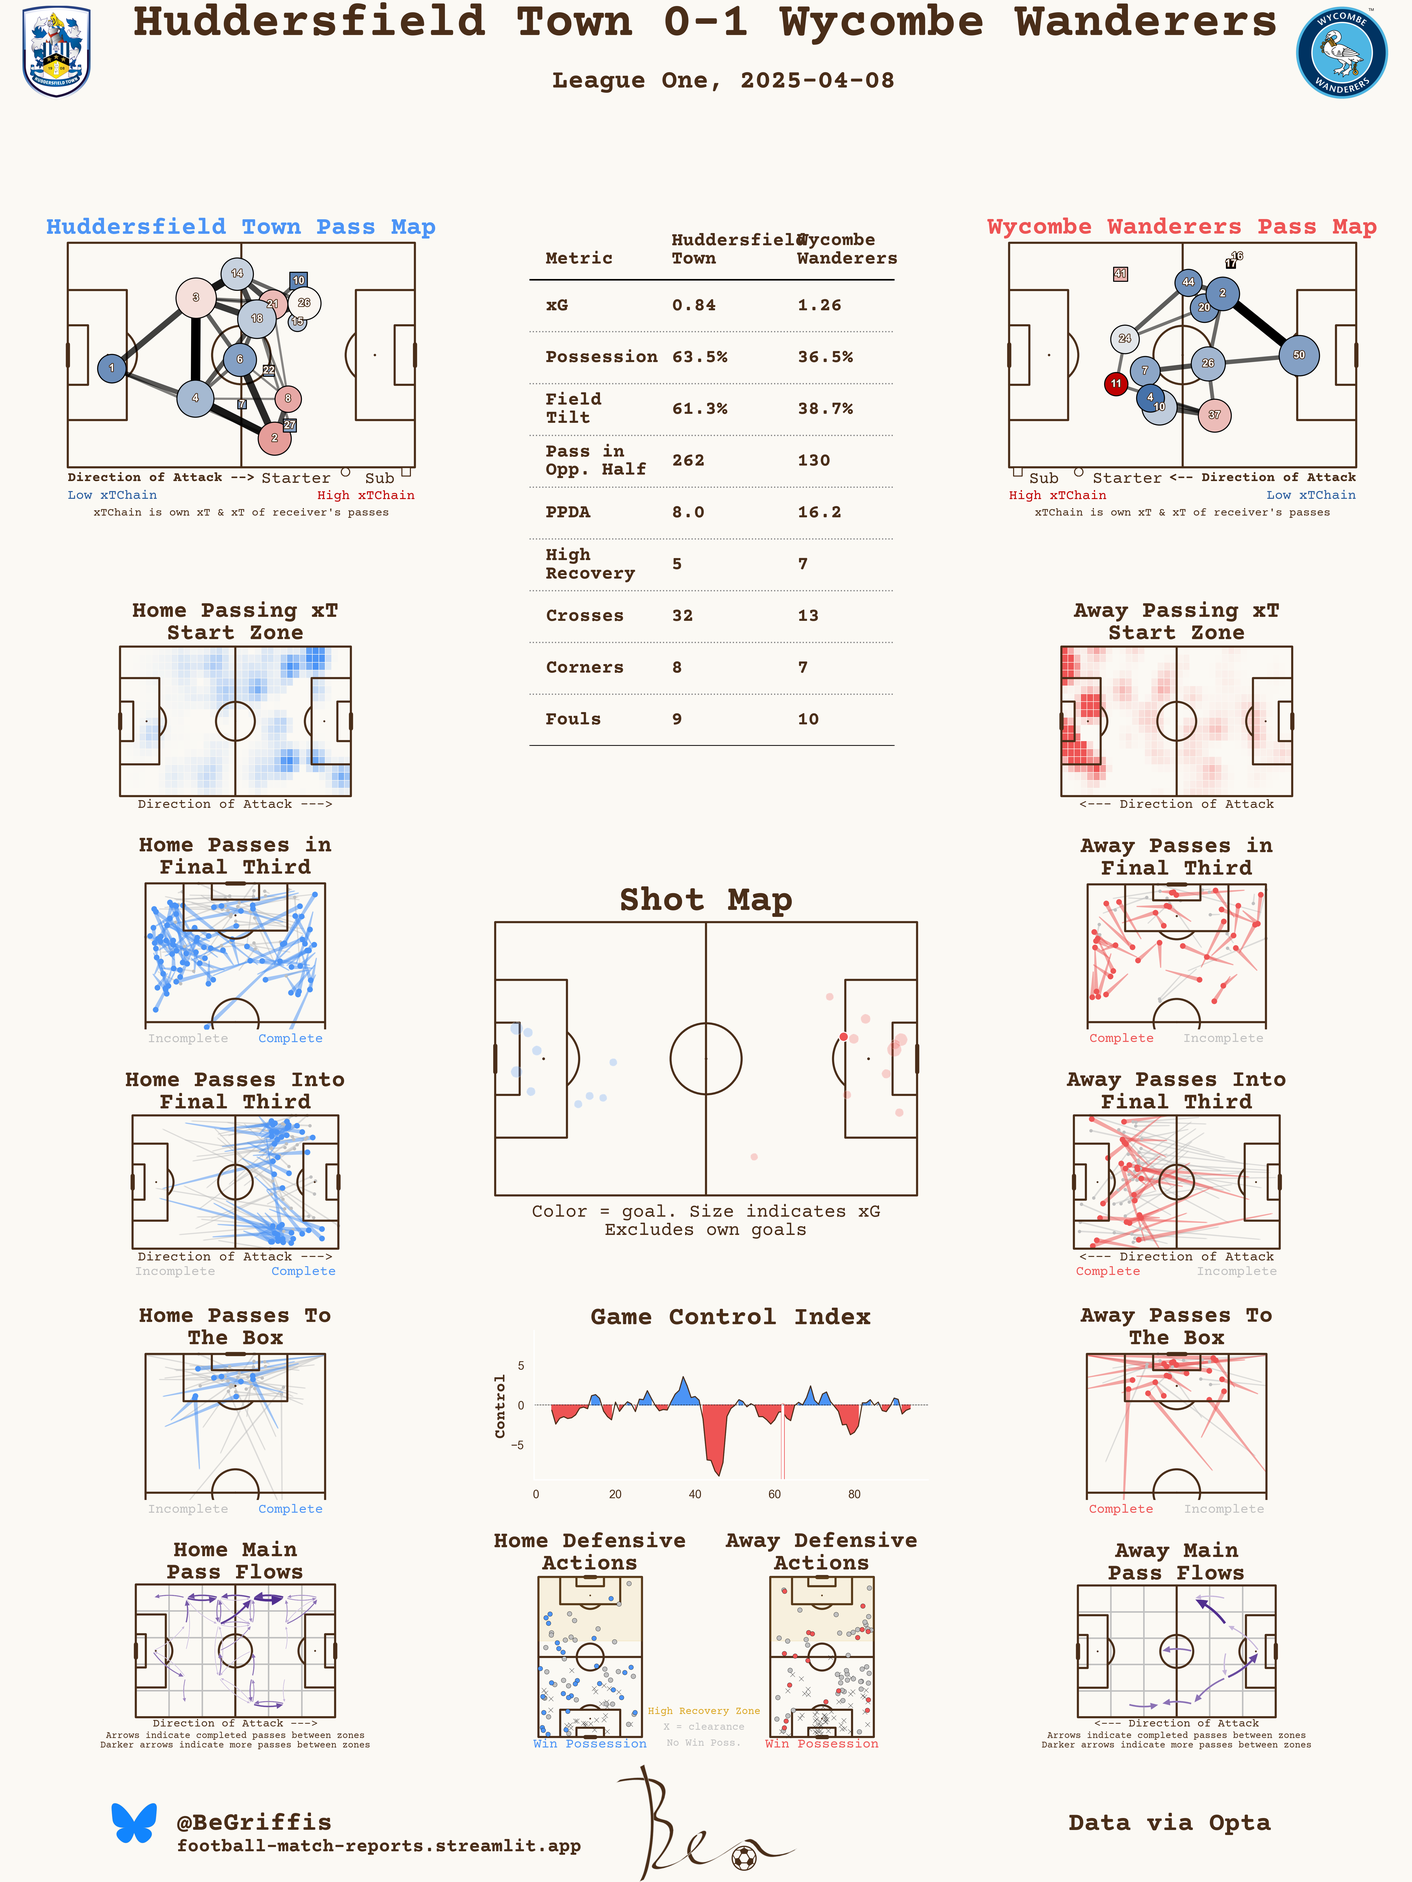 Huddersfield Town 0-1 Wycombe Wanderers
League One, 2025-04-08
HUDDERSFIELD TOWN
WYCOMBE
WANDERERS
TM
Huddersfield Town Pass Map
14
10
3
21
26
18
15
6
1
22
4
7
8
27
2
Direction of Attack --> Starter Sub
Low xTChain High xTChain
xTChain is own xT & xT of receiver's passes
Metric Huddersfield Town Wycombe Wanderers
xG 0.84 1.26
Possession 63.5% 36.5%
Field Tilt 61.3% 38.7%
Pass in Opp. Half 262 130
PPDA 8.0 16.2
High Recovery 5 7
Crosses 32 13
Corners 8 7
Fouls 9 10
Wycombe Wanderers Pass Map
16
17
41
44
2
20
24
50
26
7
11
4
10
37
Sub Starter <-- Direction of Attack
High xTChain Low xTChain
xTChain is own xT & xT of receiver's passes
Home Passing xT
Start Zone
Direction of Attack --->
Away Passing xT
Start Zone
<--- Direction of Attack
Home Passes in
Final Third
Incomplete Complete
Shot Map
Color = goal. Size indicates xG
Excludes own goals
Away Passes in
Final Third
Complete Incomplete
Home Passes Into
Final Third
Direction of Attack --->
Incomplete Complete
Away Passes Into
Final Third
<--- Direction of Attack
Complete Incomplete
Home Passes To
The Box
Incomplete Complete
Game Control Index
Control
5
0
−5
0 20 40 60 80
Away Passes To
The Box
Complete Incomplete
Home Main
Pass Flows
Direction of Attack --->
Arrows indicate completed passes between zones
Darker arrows indicate more passes between zones
Home Defensive
Actions
Win Possession
High Recovery Zone
X = clearance
No Win Poss.
Away Defensive
Actions
Win Possession
Away Main
Pass Flows
<--- Direction of Attack
Arrows indicate completed passes between zones
Darker arrows indicate more passes between zones
@BeGriffis
football-match-reports.streamlit.app
Ben
Data via Opta